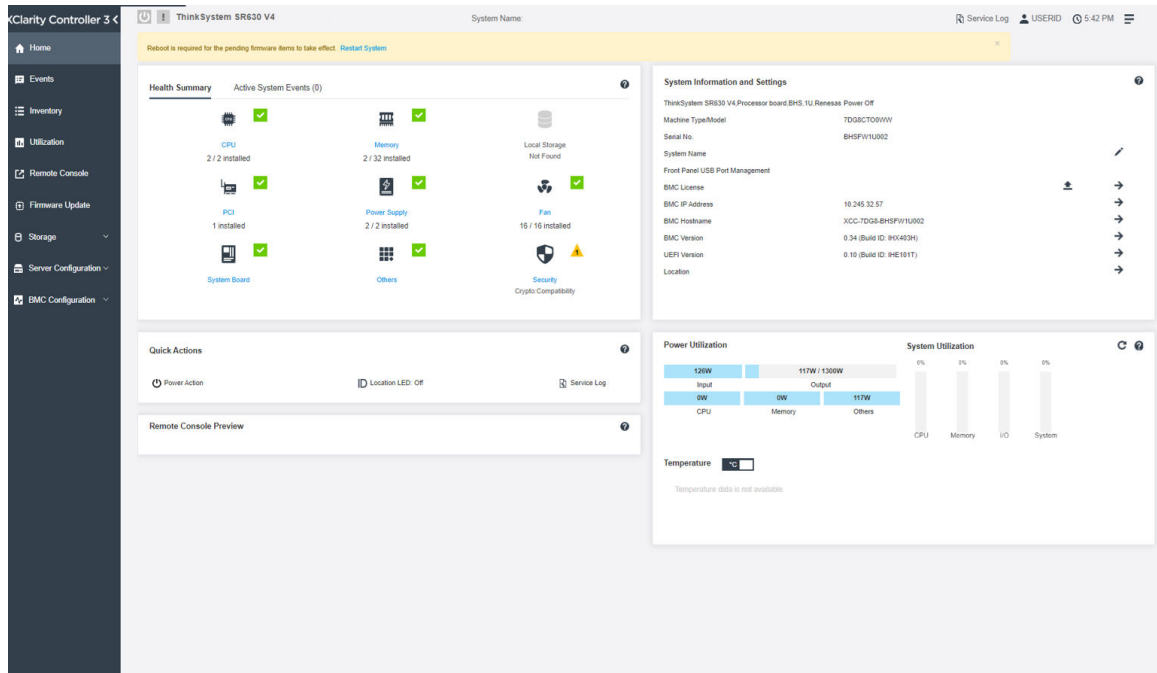 XClarity Controller 3
ThinkSystem SR630 V4
System Name:
Service Log
USERID
5:42 PM
Home
Events
Inventory
Utilization
Remote Console
Firmware Update
Storage
Server Configuration
BMC Configuration
Reboot is required for the pending firmware items to take effect. Restart System
Health Summary Active System Events (0)
CPU Memory Local Storage
2 / 2 installed 2 / 32 installed Not Found
PCI Power Supply Fan
1 installed 2 / 2 installed 16 / 16 installed
System Board Others Security
Crypto:Compatibility
System Information and Settings
ThinkSystem SR630 V4,Processor board,BHS,1U,Renesas Power Off
Machine Type/Model 7DG8CTO0WW
Serial No. BHSFW1U002
System Name
Front Panel USB Port Management
BMC License
BMC IP Address 10.245.32.57
BMC Hostname XCC-7DG8-BHSFW1U002
BMC Version 0.34 (Build ID: IHX403H)
UEFI Version 0.10 (Build ID: IHE101T)
Location
Quick Actions
Power Action Location LED: Off Service Log
Remote Console Preview
Power Utilization
126W 117W / 1300W
Input Output
0W 0W 117W
CPU Memory Others
System Utilization
0% 0% 0% 0%
CPU Memory I/O System
Temperature °C
Temperature data is not available.